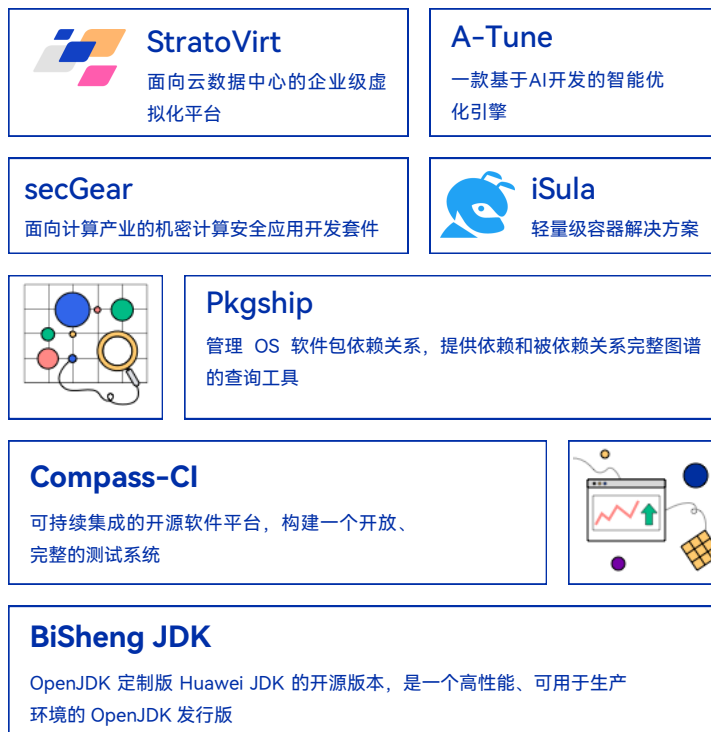 StratoVirt
面向云数据中心的企业级虚
拟化平台
A-Tune
一款基于AI开发的智能优
化引擎
secGear
面向计算产业的机密计算安全应用开发套件
iSula
轻量级容器解决方案
Pkgship
管理 OS 软件包依赖关系，提供依赖和被依赖关系完整图谱
的查询工具
Compass-CI
可持续集成的开源软件平台，构建一个开放、
完整的测试系统
BiSheng JDK
OpenJDK 定制版 Huawei JDK 的开源版本，是一个高性能、可用于生产
环境的 OpenJDK 发行版